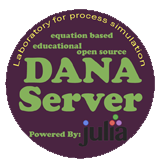 Laboratory for process simulation
equation based
educational
open source
DANA
Server
Powered By:
julia